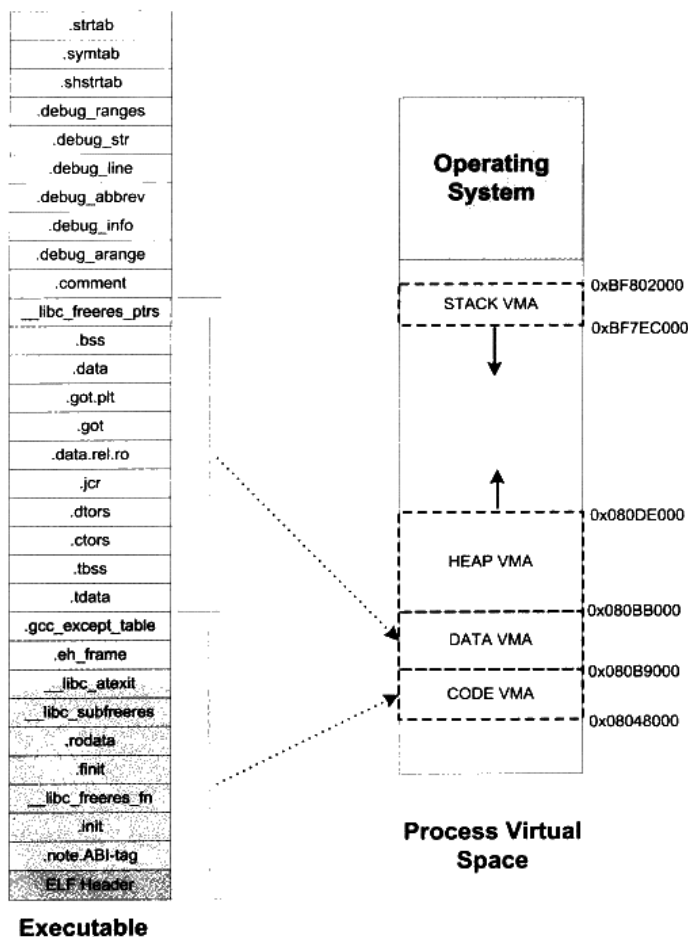 .strtab
.symtab
.shstrtab
.debug_ranges
.debug_str
.debug_line
.debug_abbrev
.debug_info
.debug_arange
.comment
__libc_freeres_ptrs
.bss
.data
.got.plt
.got
.data.rel.ro
.jcr
.dtors
.ctors
.tbss
.tdata
.gcc_except_table
.eh_frame
__libc_atexit
__libc_subfreeres
.rodata
.finit
__libc_freeres_fn
.init
.note.ABI-tag
ELF Header
Executable
Operating
System
0xBF802000
STACK VMA
0xBF7EC000
0x080DE000
HEAP VMA
0x080BB000
DATA VMA
0x080B9000
CODE VMA
0x08048000
Process Virtual
Space